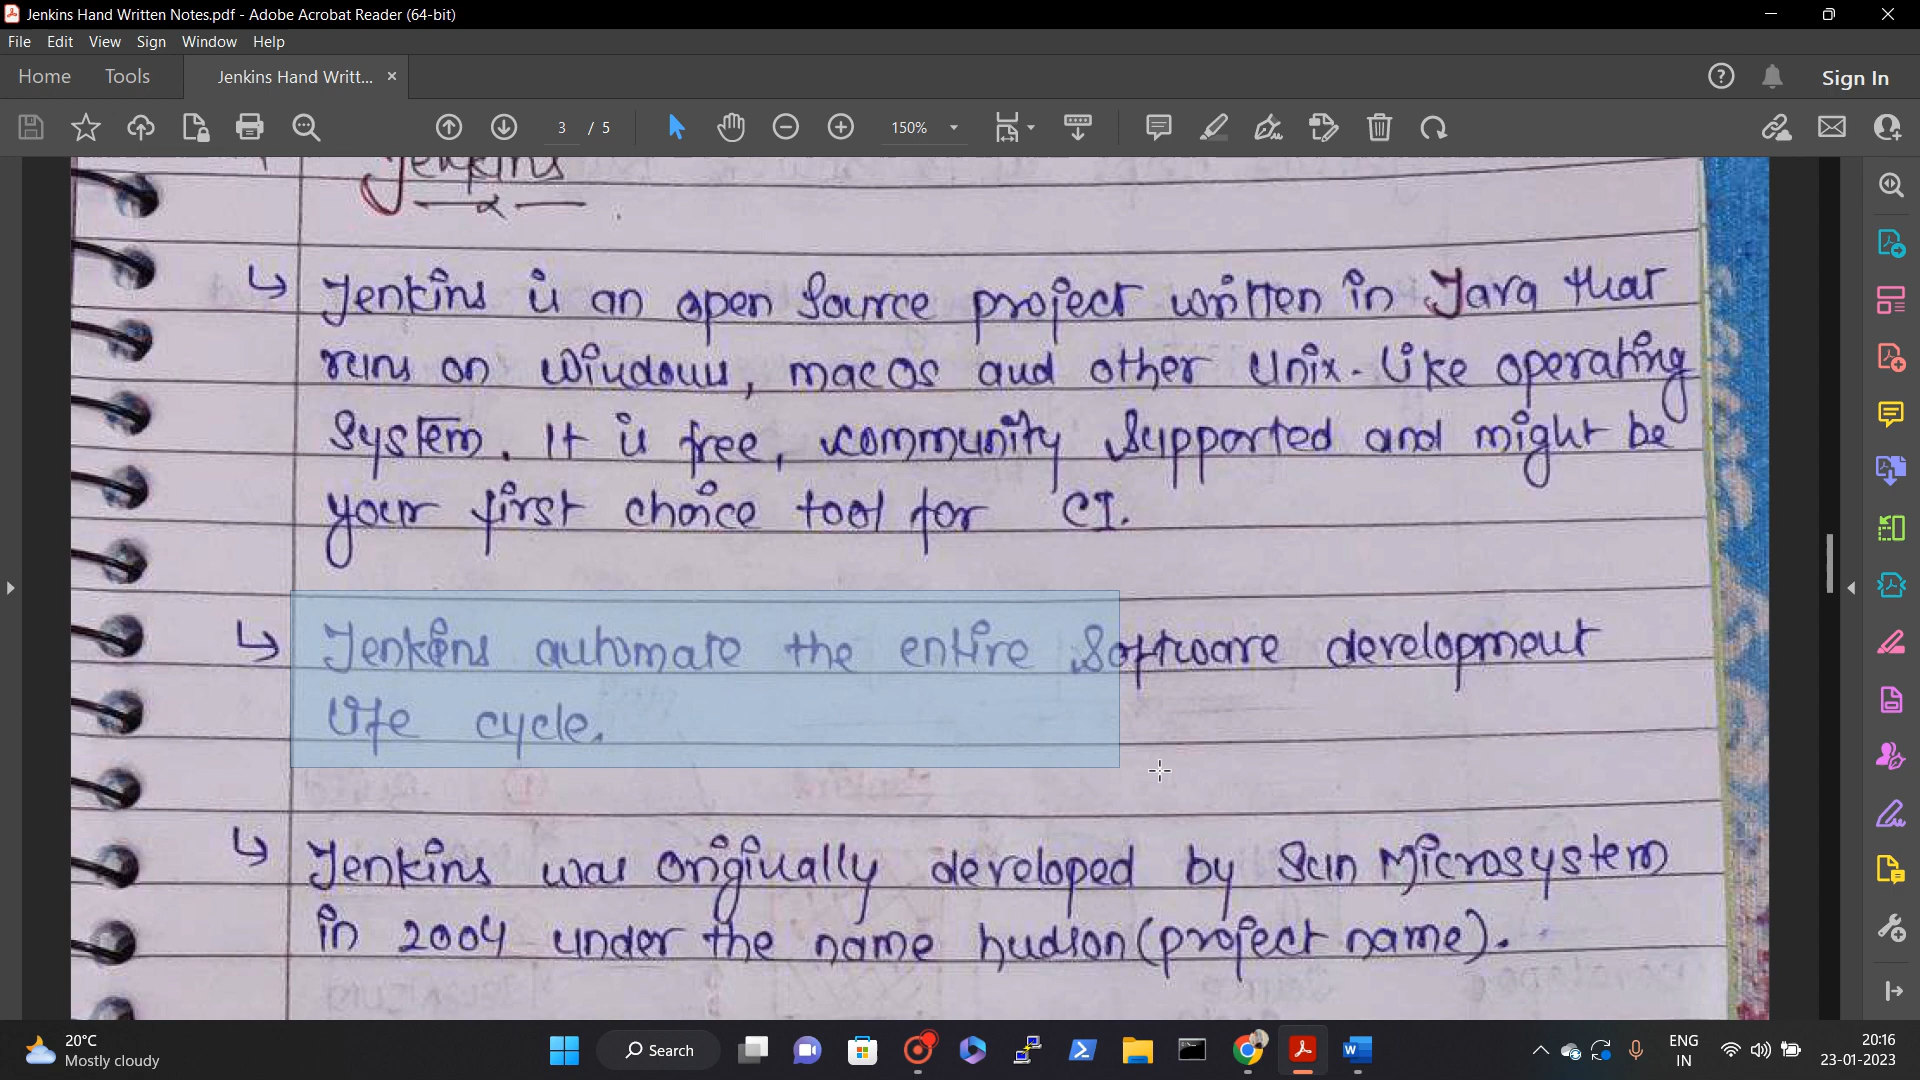 Jenkins Hand Written Notes.pdf - Adobe Acrobat Reader (64-bit)
File Edit View Sign Window Help
Home Tools Jenkins Hand Writt... × Sign In
3 / 5 150%
Jenkins
↳ Jenkins is an open source project written in Java that
runs on windows, macOS and other Unix-like operating
System. It is free, community supported and might be
your first choice tool for CI.
↳ Jenkins automate the entire software development
life cycle.
↳ Jenkins was originally developed by Sun Microsystem
in 2004 under the name hudson (project name).
20°C
Mostly cloudy
Search
ENG
IN
20:16
23-01-2023